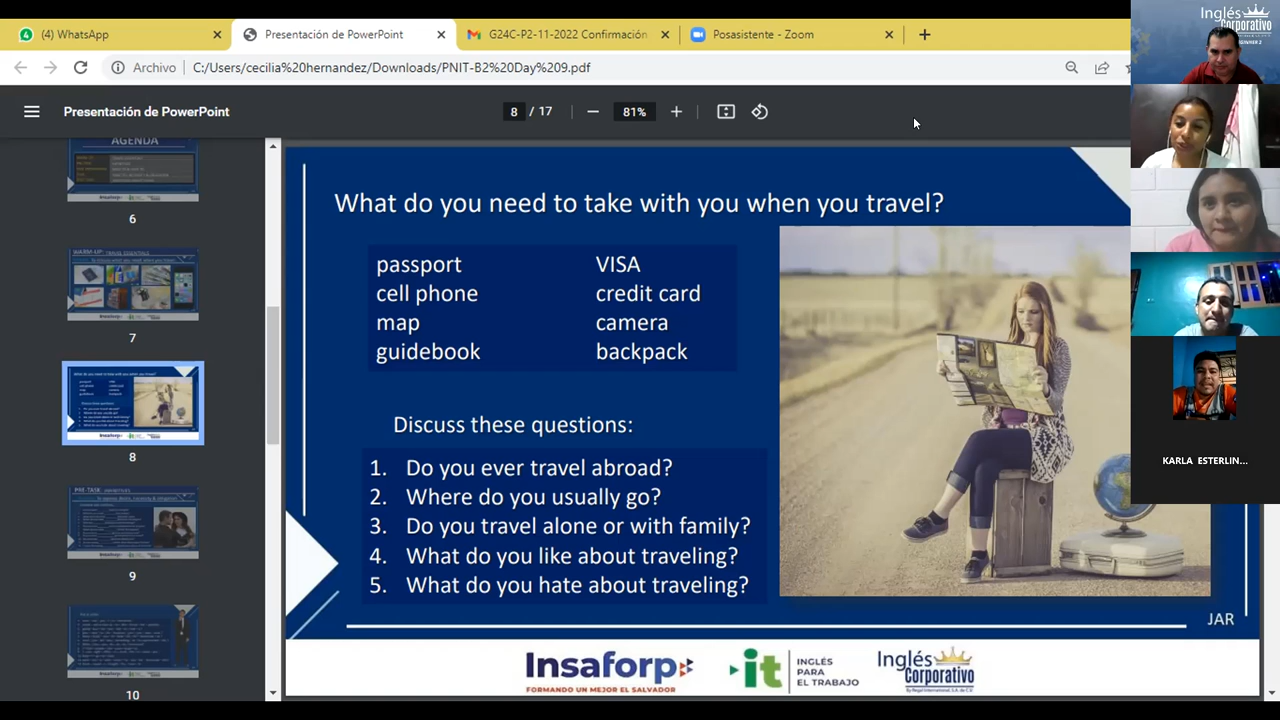 (4) WhatsApp
Presentación de PowerPoint
G24C-P2-11-2022 Confirmación
Posasistente - Zoom
Archivo
C:/Users/cecilia%20hernandez/Downloads/PNIT-B2%20Day%209.pdf
Presentación de PowerPoint
8 / 17
81%
Inglés
Corporativo
AGENDA
6
7
8
9
10
What do you need to take with you when you travel?
passport
VISA
cell phone
credit card
map
camera
guidebook
backpack
Discuss these questions:
1. Do you ever travel abroad?
2. Where do you usually go?
3. Do you travel alone or with family?
4. What do you like about traveling?
5. What do you hate about traveling?
JAR
Insaforp
FORMANDO UN MEJOR EL SALVADOR
it
INGLÉS
PARA
EL TRABAJO
Inglés
Corporativo
By Regal International, S.A. de C.V.
KARLA ESTERLIN...